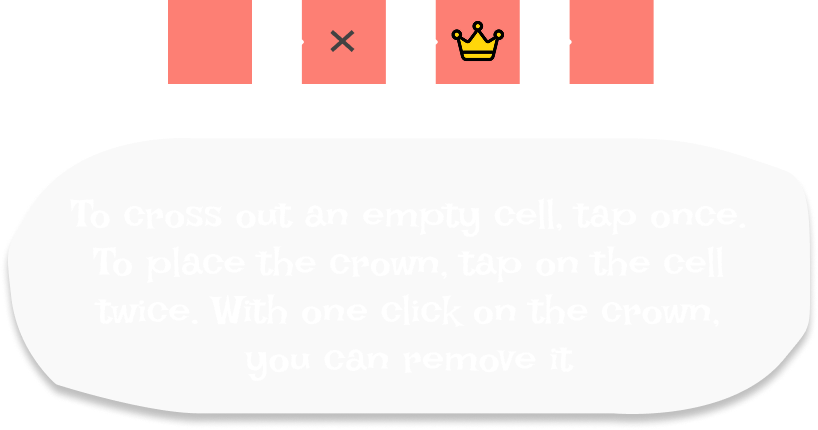 To cross out an empty cell, tap once.
To place the crown, tap on the cell
twice. With one click on the crown,
you can remove it